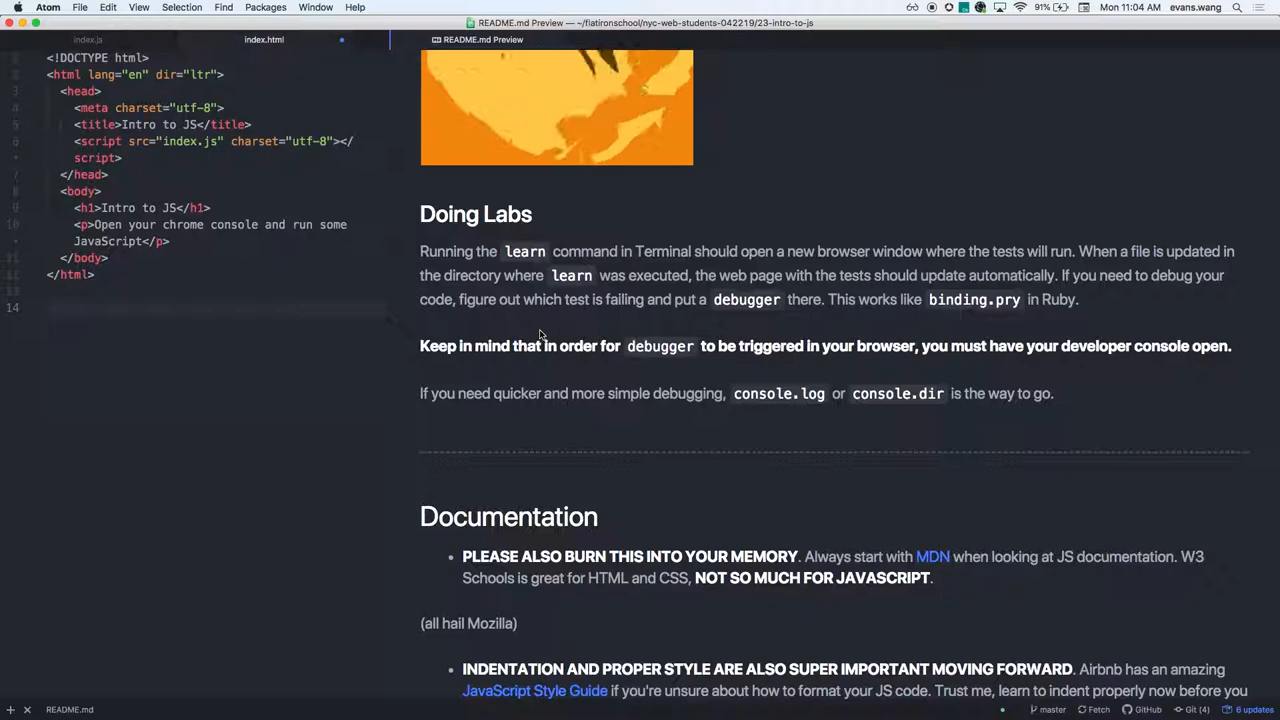 Atom File Edit View Selection Find Packages Window Help 91% Mon 11:04 AM evans.wang
README.md Preview — ~/flatironschool/nyc-web-students-042219/23-intro-to-js
index.js index.html README.md Preview
<!DOCTYPE html>
2 <html lang="en" dir="ltr">
3 <head>
4 <meta charset="utf-8">
5 <title>Intro to JS</title>
6 <script src="index.js" charset="utf-8"></
script>
7 </head>
8 <body>
9 <h1>Intro to JS</h1>
10 <p>Open your chrome console and run some
JavaScript</p>
11 </body>
</html>
13
14
Doing Labs
Running the learn command in Terminal should open a new browser window where the tests will run. When a file is updated in
the directory where learn was executed, the web page with the tests should update automatically. If you need to debug your
code, figure out which test is failing and put a debugger there. This works like binding.pry in Ruby.
Keep in mind that in order for debugger to be triggered in your browser, you must have your developer console open.
If you need quicker and more simple debugging, console.log or console.dir is the way to go.
Documentation
• PLEASE ALSO BURN THIS INTO YOUR MEMORY. Always start with MDN when looking at JS documentation. W3
Schools is great for HTML and CSS, NOT SO MUCH FOR JAVASCRIPT.
(all hail Mozilla)
• INDENTATION AND PROPER STYLE ARE ALSO SUPER IMPORTANT MOVING FORWARD. Airbnb has an amazing
JavaScript Style Guide if you're unsure about how to format your JS code. Trust me, learn to indent properly now before you
README.md master Fetch GitHub Git (4) 6 updates